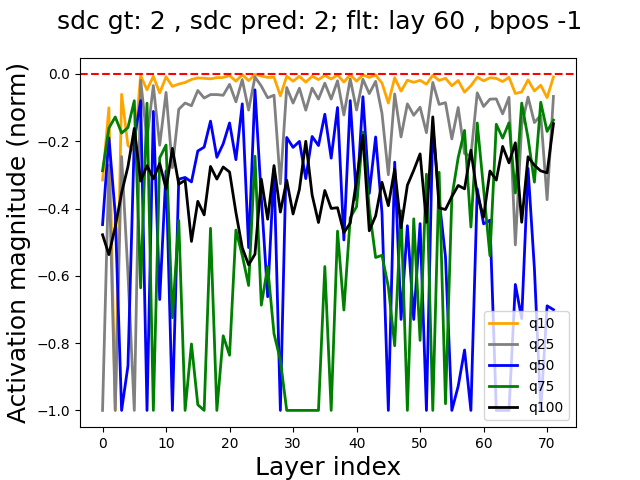 sdc gt: 2 , sdc pred: 2; flt: lay 60 , bpos -1
Activation magnitude (norm)
0.0
−0.2
−0.4
−0.6
−0.8
−1.0
q10
q25
q50
q75
q100
0 10 20 30 40 50 60 70
Layer index